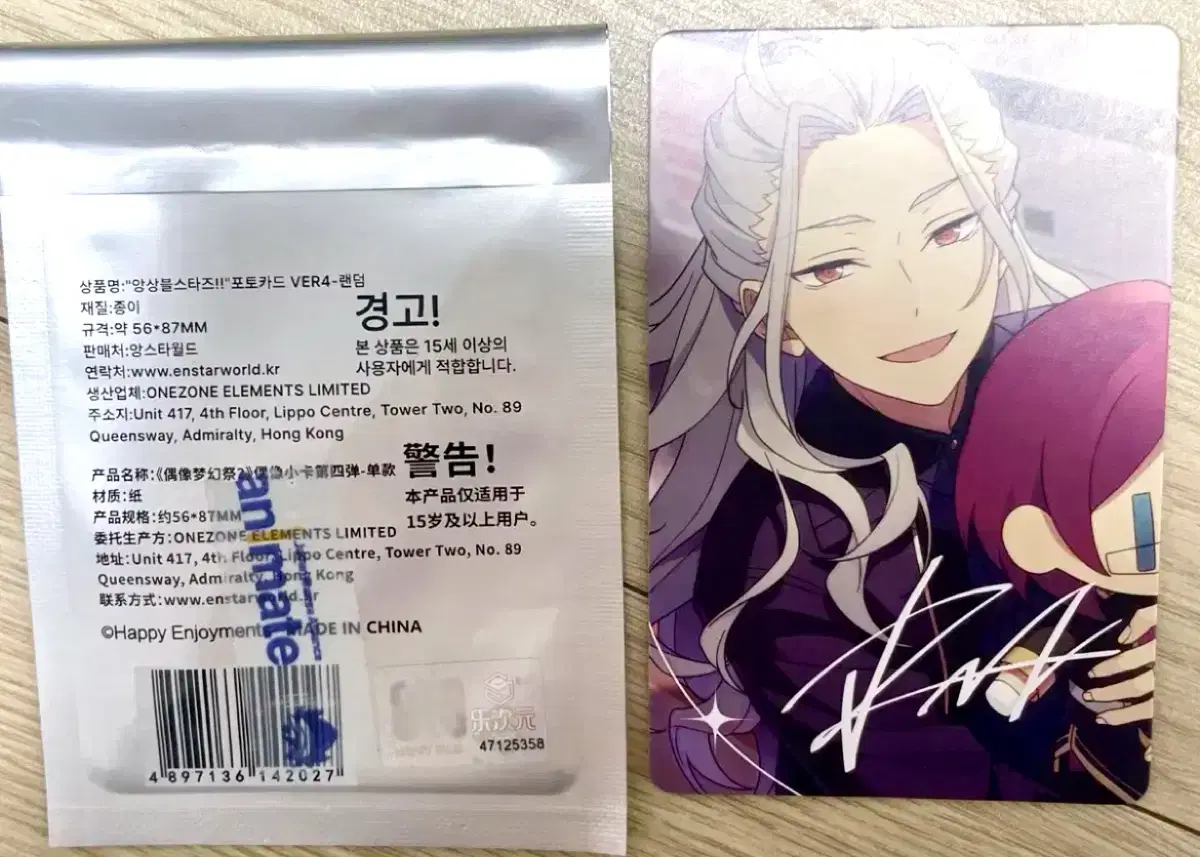 상품명:"앙상블스타즈!!"포토카드 VER4-랜덤
재질:종이
규격:약 56*87MM
판매처:앙스타월드
연락처:www.enstarworld.kr
생산업체:ONEZONE ELEMENTS LIMITED
주소지:Unit 417, 4th Floor, Lippo Centre, Tower Two, No. 89
Queensway, Admiralty, Hong Kong
경고!
본 상품은 15세 이상의
사용자에게 적합합니다.
产品名称:《偶像梦幻祭2》偶像小卡第四弹-单款
材质:纸
产品规格:约56*87MM
委托生产方:ONEZONE ELEMENTS LIMITED
地址:Unit 417, 4th Floor, Lippo Centre, Tower Two, No. 89
Queensway, Admiralty, Hong Kong
联系方式:www.enstarworld.kr
警告!
本产品仅适用于
15岁及以上用户。
©Happy Enjoyments MADE IN CHINA
animate
乐次元
47125358
4 897136 142027